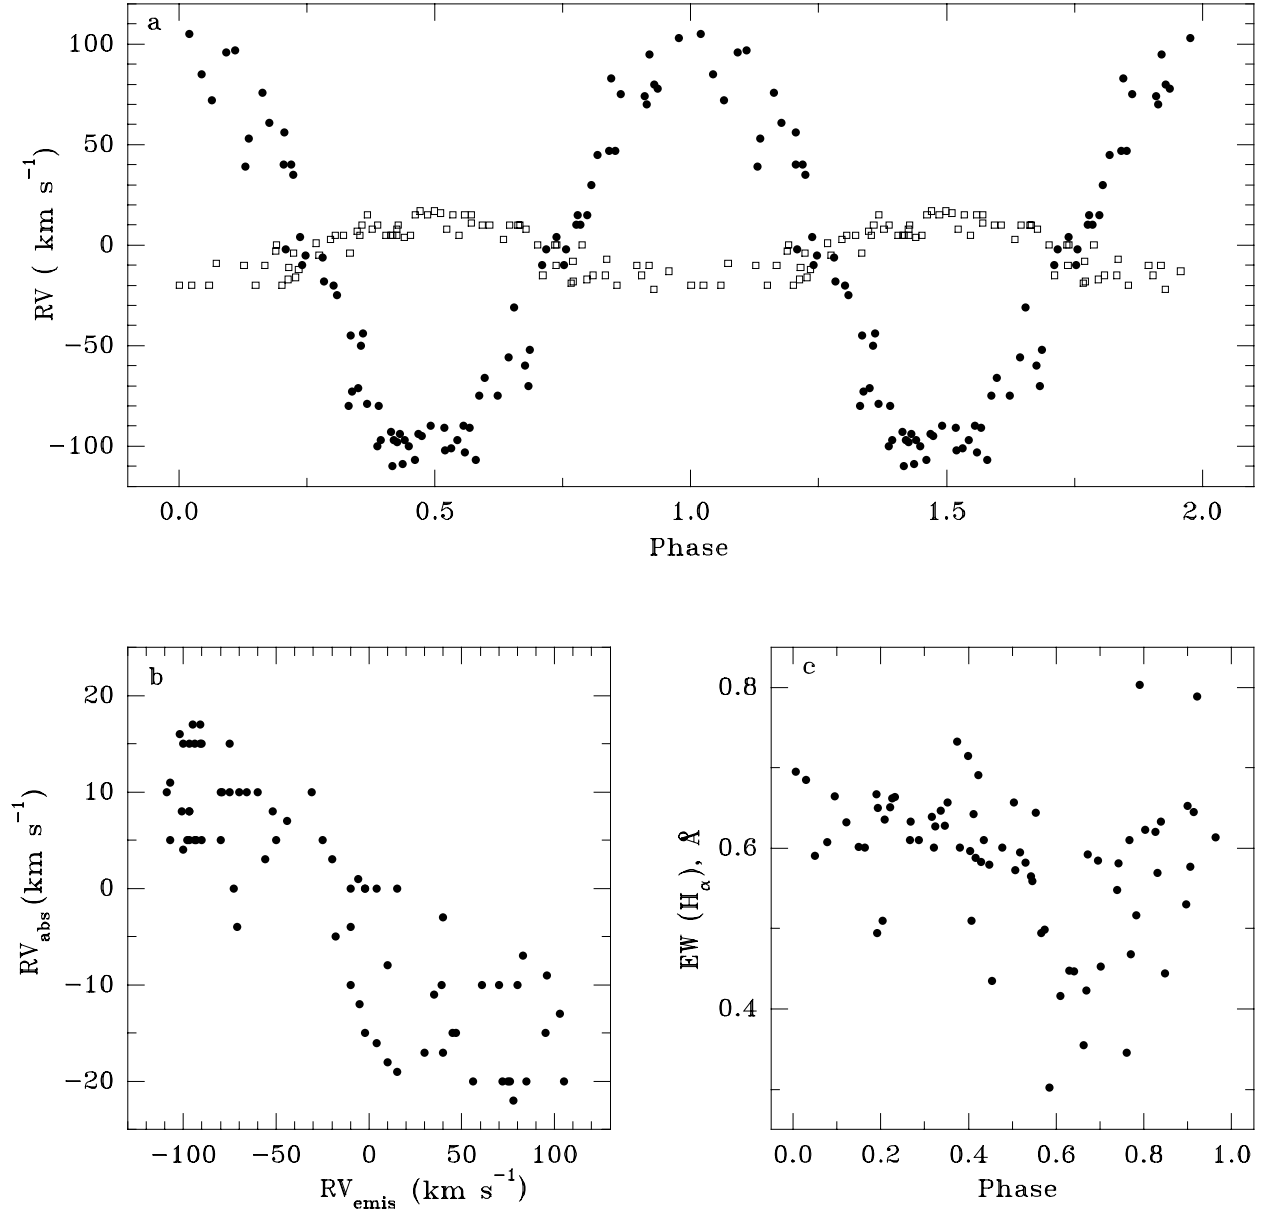 a
100
50
0
−50
−100
RV ( km s−1)
0.0 0.5 1.0 1.5 2.0
Phase
b
20
10
0
−10
−20
RVabs(km s−1)
−100 −50 0 50 100
RVemis (km s−1)
c
0.8
0.6
0.4
EW (Hα), Å
0.0 0.2 0.4 0.6 0.8 1.0
Phase